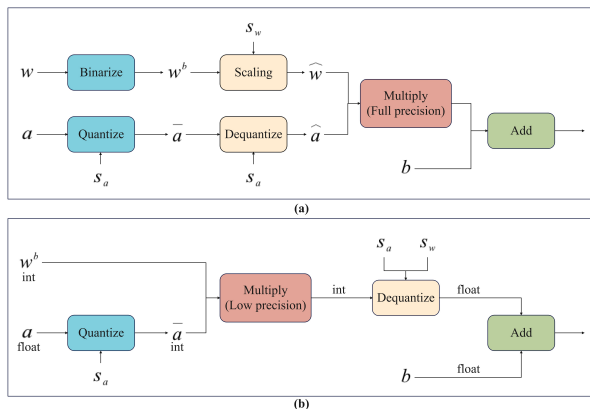 s_w
w Binarize w^b Scaling ŵ
Multiply
(Full precision)
a Quantize a̅ Dequantize â
Add
s_a s_a b
(a)
s_a s_w
w^b
int
Multiply
(Low precision)
int Dequantize float
a Quantize a̅
float int
Add
s_a b float
(b)